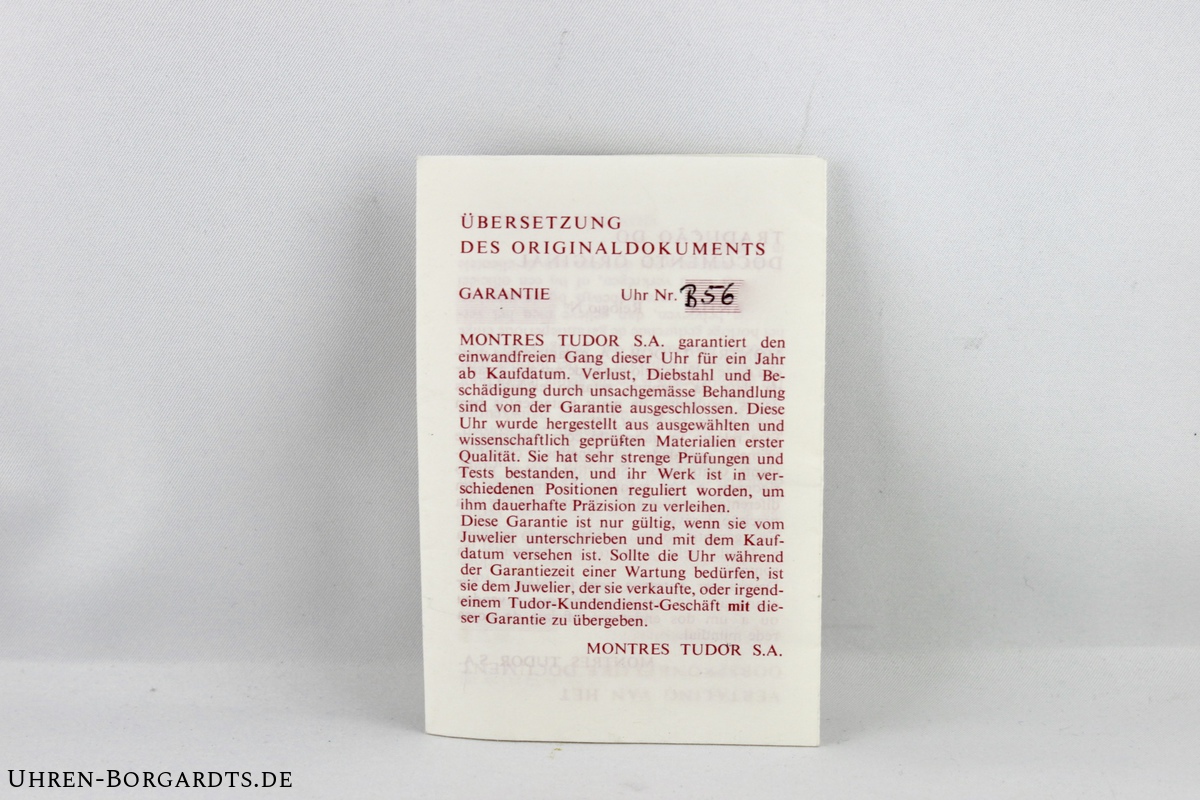 ÜBERSETZUNG
DES ORIGINALDOKUMENTS
GARANTIE Uhr Nr. B56
MONTRES TUDOR S.A. garantiert den
einwandfreien Gang dieser Uhr für ein Jahr
ab Kaufdatum. Verlust, Diebstahl und Be-
schädigung durch unsachgemässe Behandlung
sind von der Garantie ausgeschlossen. Diese
Uhr wurde hergestellt aus ausgewählten und
wissenschaftlich geprüften Materialien erster
Qualität. Sie hat sehr strenge Prüfungen und
Tests bestanden, und ihr Werk ist in ver-
schiedenen Positionen reguliert worden, um
ihm dauerhafte Präzision zu verleihen.
Diese Garantie ist nur gültig, wenn sie vom
Juwelier unterschrieben und mit dem Kauf-
datum versehen ist. Sollte die Uhr während
der Garantiezeit einer Wartung bedürfen, ist
sie dem Juwelier, der sie verkaufte, oder irgend-
einem Tudor-Kundendienst-Geschäft mit die-
ser Garantie zu übergeben.
MONTRES TUDOR S.A.
UHREN-BORGARDTS.DE